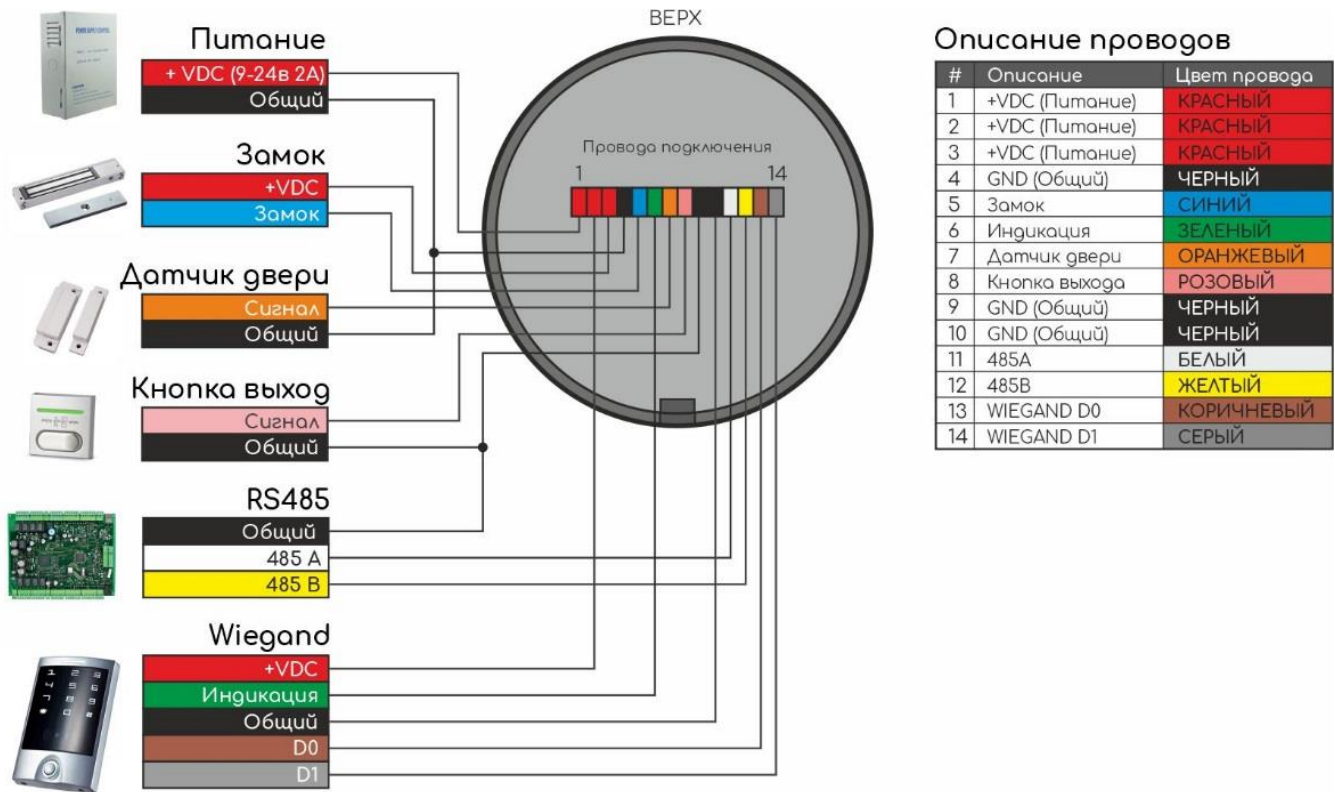 ВЕРХ
Питание
+ VDC (9-24в 2А)
Общий
Замок
+VDC
Замок
Датчик двери
Сигнал
Общий
Кнопка выход
Сигнал
Общий
RS485
Общий
485 A
485 B
Wiegand
+VDC
Индикация
Общий
D0
D1
Провода подключения
1 14
Описание проводов
# Описание Цвет провода
1 +VDC (Питание) КРАСНЫЙ
2 +VDC (Питание) КРАСНЫЙ
3 +VDC (Питание) КРАСНЫЙ
4 GND (Общий) ЧЕРНЫЙ
5 Замок СИНИЙ
6 Индикация ЗЕЛЕНЫЙ
7 Датчик двери ОРАНЖЕВЫЙ
8 Кнопка выхода РОЗОВЫЙ
9 GND (Общий) ЧЕРНЫЙ
10 GND (Общий) ЧЕРНЫЙ
11 485A БЕЛЫЙ
12 485B ЖЕЛТЫЙ
13 WIEGAND D0 КОРИЧНЕВЫЙ
14 WIEGAND D1 СЕРЫЙ